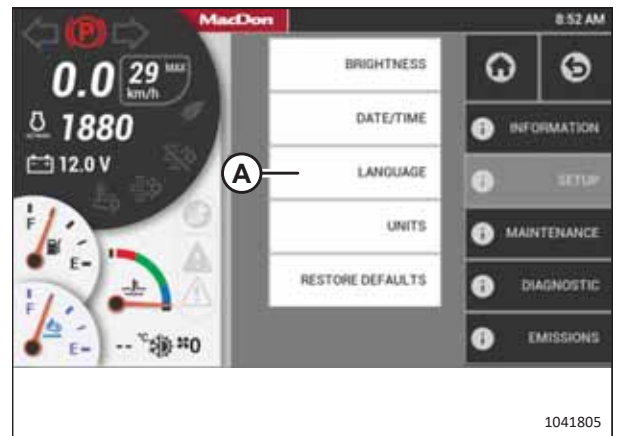 MacDon
8:52 AM
P
0.0
29 MAX
km/h
1880
12.0 V
F
E
F
E
-- °C
0
BRIGHTNESS
DATE/TIME
A
LANGUAGE
UNITS
RESTORE DEFAULTS
INFORMATION
SETUP
MAINTENANCE
DIAGNOSTIC
EMISSIONS
1041805